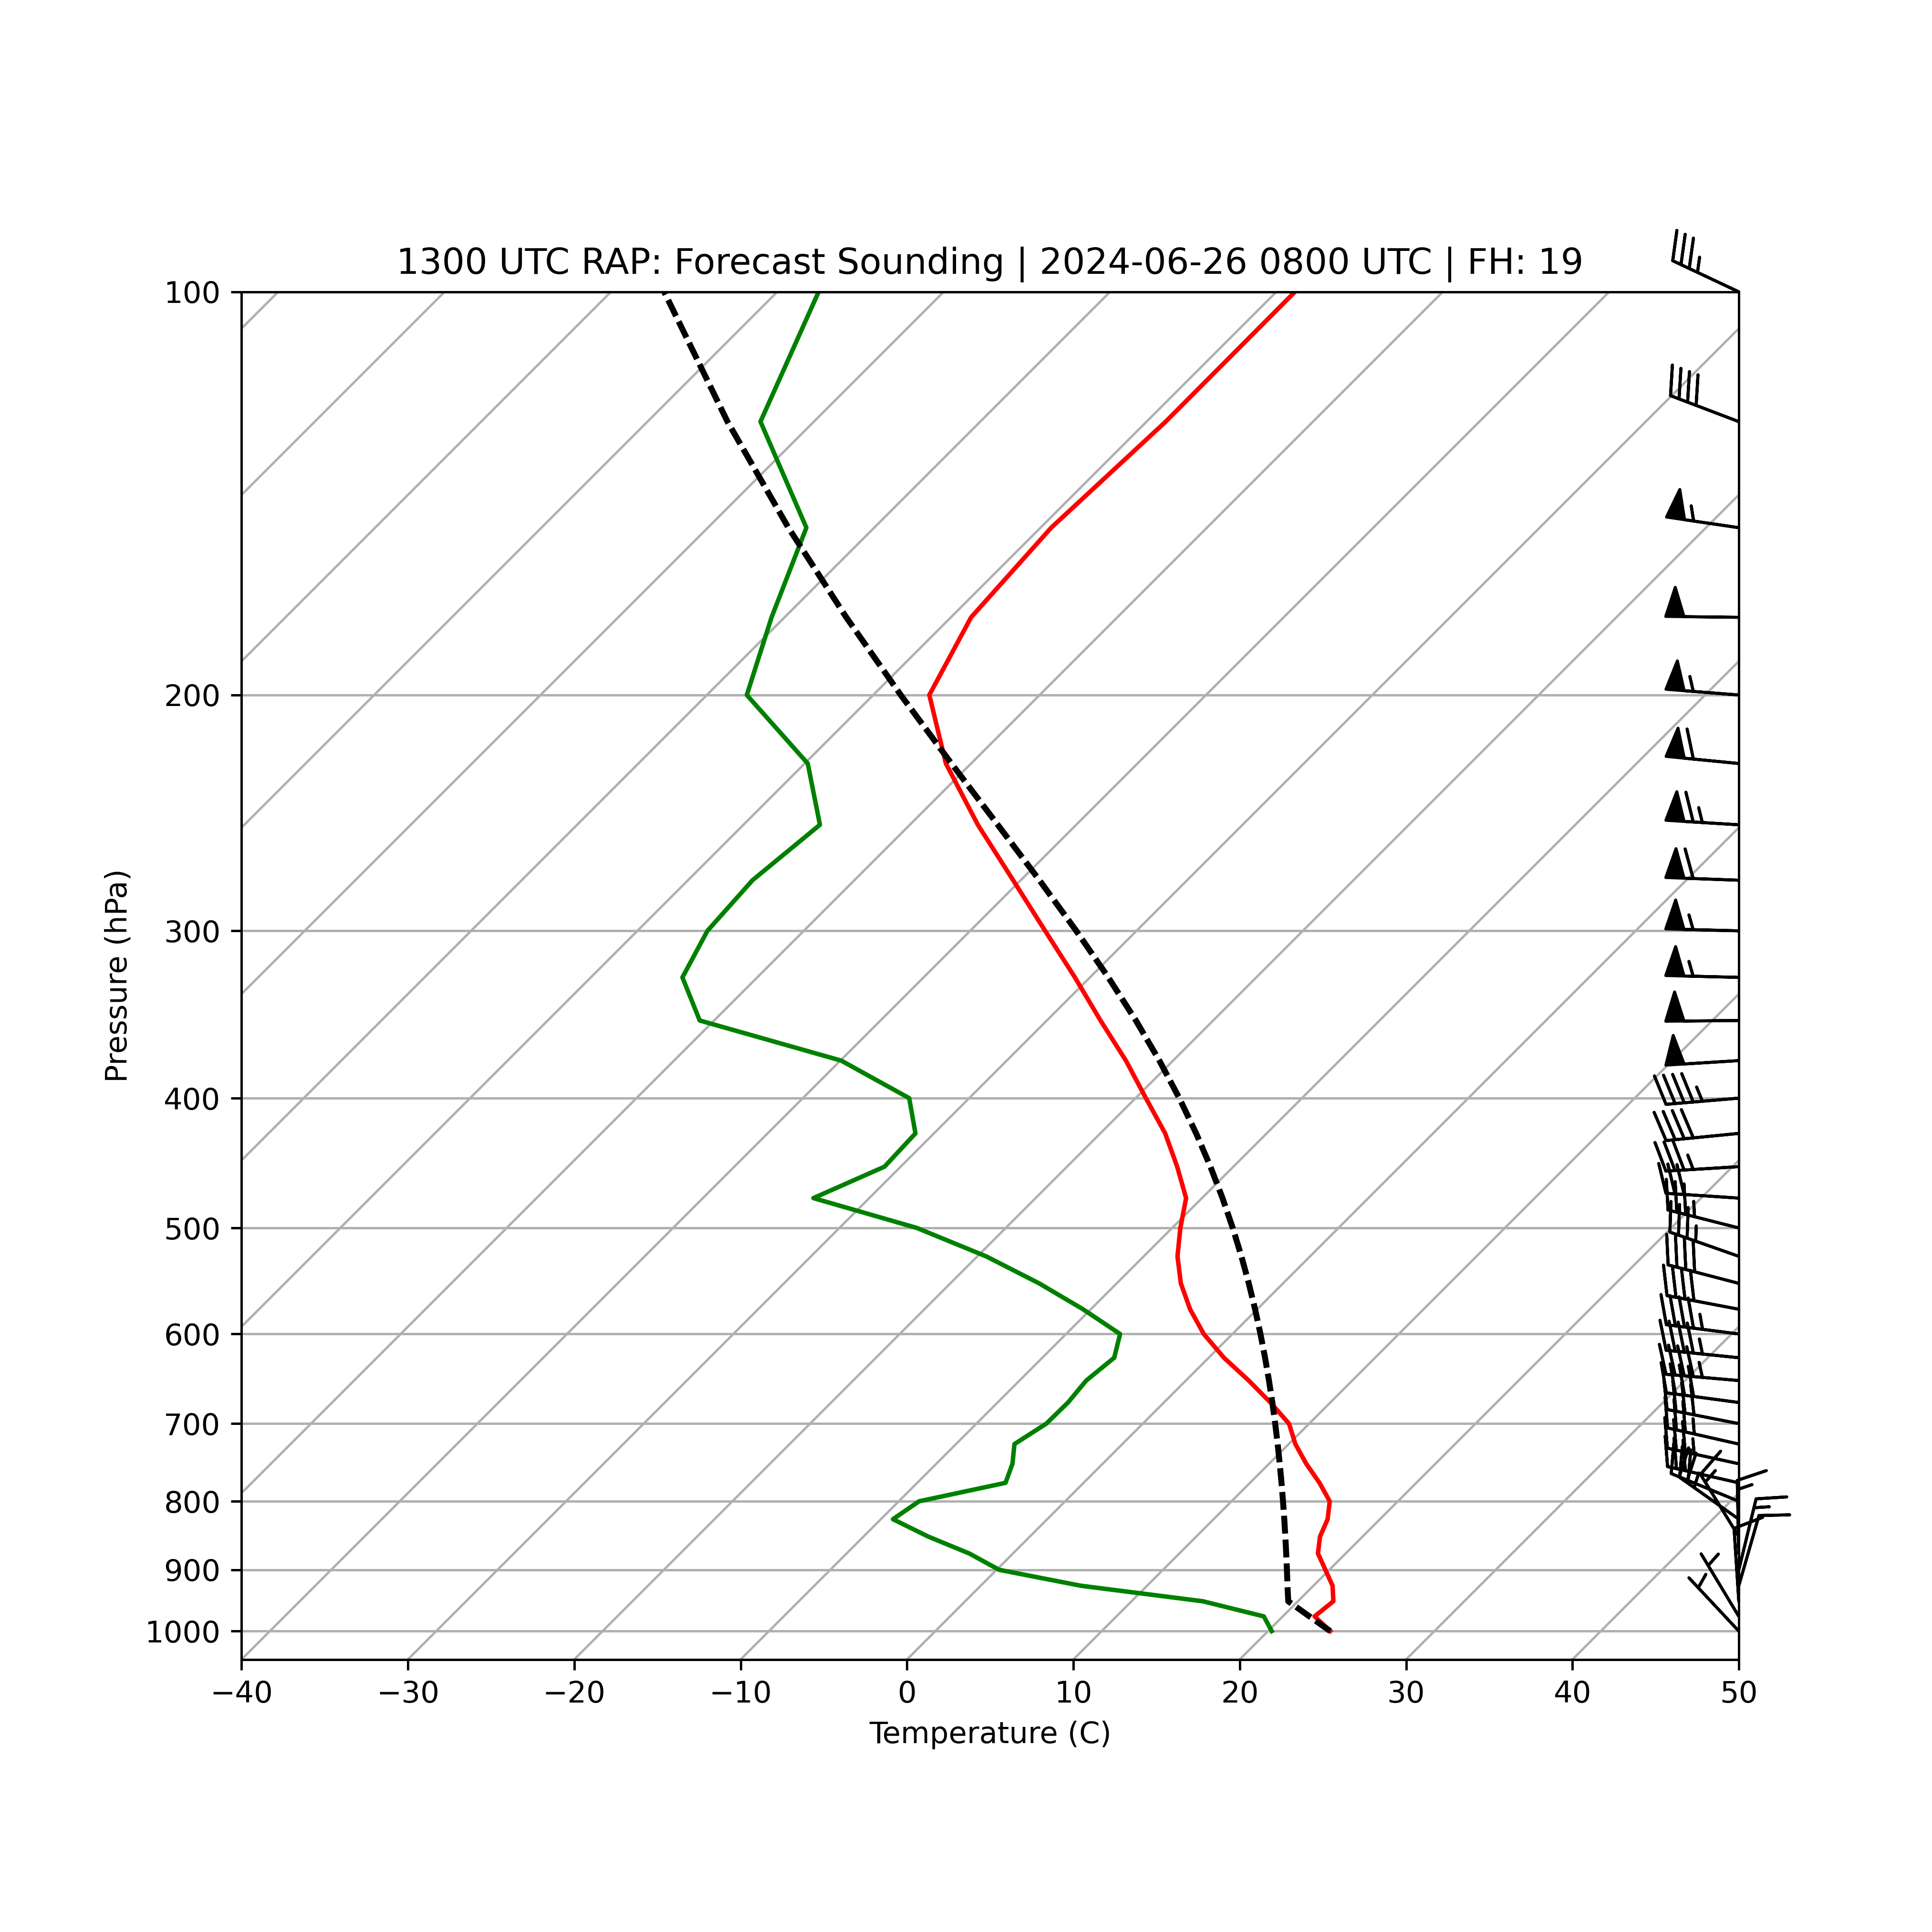 1300 UTC RAP: Forecast Sounding | 2024-06-26 0800 UTC | FH: 19
100
200
300
400
500
600
700
800
900
1000
Pressure (hPa)
−40 −30 −20 −10 0 10 20 30 40 50
Temperature (C)